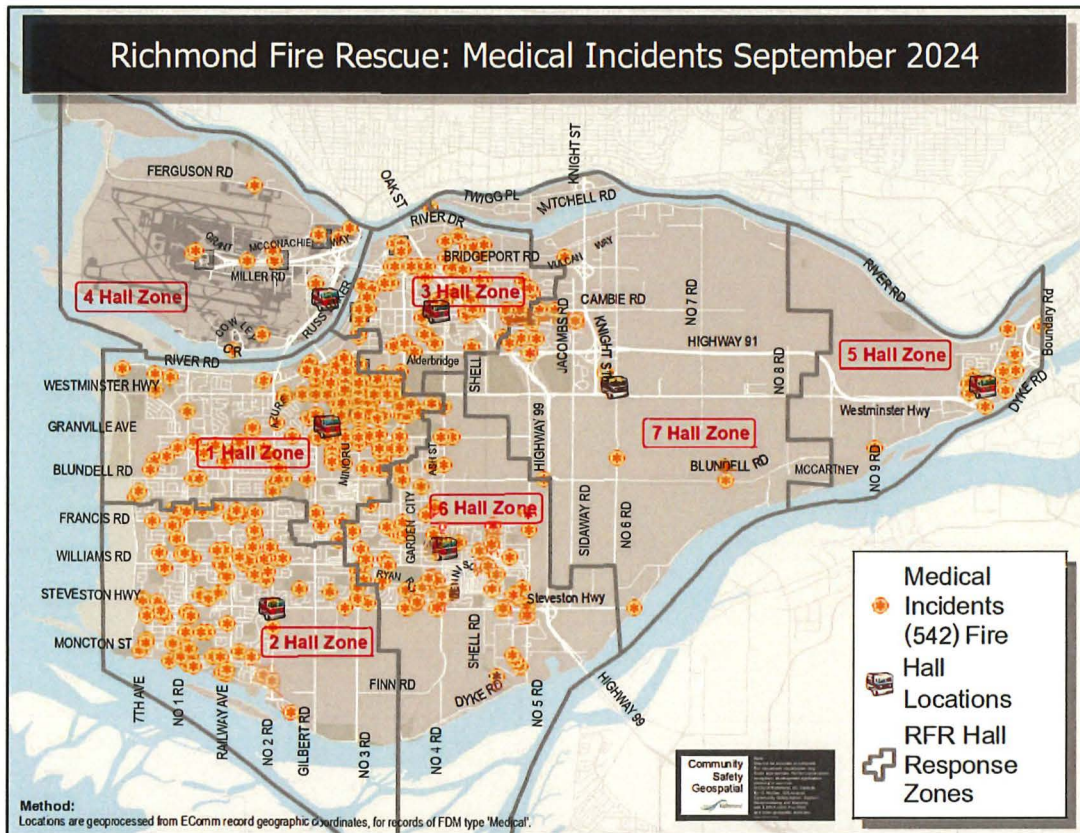 Richmond Fire Rescue: Medical Incidents September 2024
KNIGHT ST
OAK ST
TWIGG PL
MITCHELL RD
FERGUSON RD
RIVER DR
GRANT
MCCONACHIE
WAY
BRIDGEPORT RD
VULCAN WAY
MILLER RD
RIVER RD
4 Hall Zone
3 Hall Zone
CAMBIE RD
NO 7 RD
Boundary Rd
RUSS BAKER
COWLEY
CR
JACOBMBS RD
KNIGHT ST
HIGHWAY 91
5 Hall Zone
RIVER RD
Alderbridge
SHELL
NO 8 RD
DYKE RD
WESTMINSTER HWY
AZURE
Westminster Hwy
GRANVILLE AVE
1 Hall Zone
MINORU
ASH ST
HIGHWAY 99
7 Hall Zone
BLUNDELL RD
BLUNDELL RD
MCCARTNEY
NO 9 RD
FRANCIS RD
GARDEN CITY
6 Hall Zone
SIDAWAY RD
NO 6 RD
WILLIAMS RD
RYAN
STEVESTON HWY
Steveston Hwy
MONCTON ST
2 Hall Zone
SHELL RD
FINN RD
DYKE RD
HIGHWAY 99
7TH AVE
NO 1 RD
RAILWAY AVE
NO 2 RD
GILBERT RD
NO 3 RD
NO 4 RD
NO 5 RD
Medical
Incidents
(542) Fire
Hall
Locations
RFR Hall
Response
Zones
Community
Safety
Geospatial
Method:
Locations are geoprocessed from EComm record geographic coordinates, for records of FDM type 'Medical'.